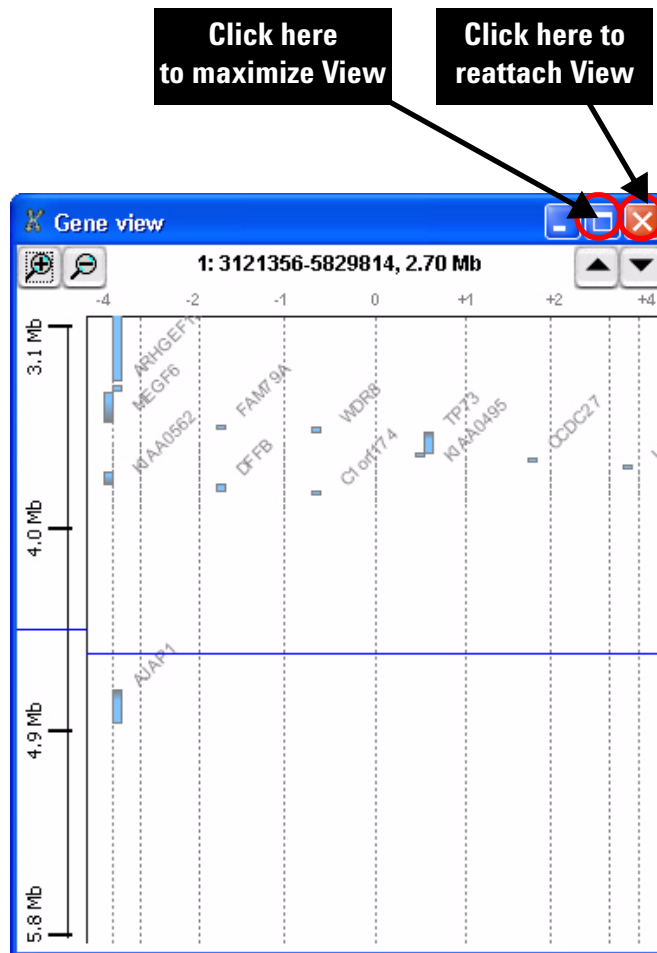 Click here
to maximize View
Click here to
reattach View
Gene view
1: 3121356-5829814, 2.70 Mb
-4 -2 -1 0 +1 +2 +4
3.1 Mb
4.0 Mb
4.9 Mb
5.8 Mb
MEGF6
KIAA0562
FAM79A
DFFB
WDR8
C1orf174
TP73
KIAA0495
CCDC27
AJAP1